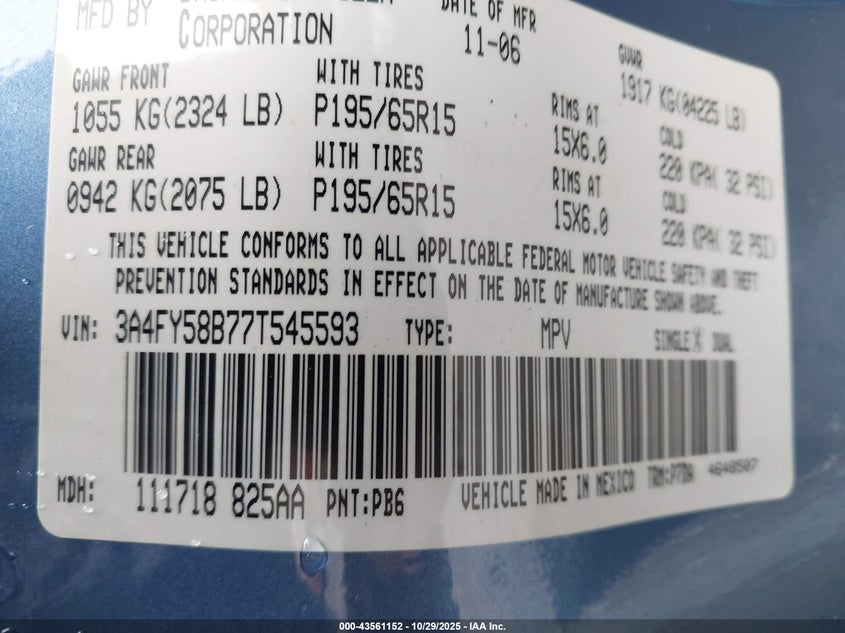 MFD BY DATE OF MFR
CORPORATION 11-06 GVWR
1917 KG(04225 LB)
GAWR FRONT WITH TIRES
1055 KG(2324 LB) P195/65R15 RIMS AT 15X6.0 COLD 220 KPA( 32 PSI)
GAWR REAR WITH TIRES
0942 KG(2075 LB) P195/65R15 RIMS AT 15X6.0 COLD 220 KPA( 32 PSI)
THIS VEHICLE CONFORMS TO ALL APPLICABLE FEDERAL MOTOR VEHICLE SAFETY AND THEFT
PREVENTION STANDARDS IN EFFECT ON THE DATE OF MANUFACTURE SHOWN ABOVE.
VIN: 3A4FY58B77T545593 TYPE: MPV SINGLE X DUAL
MDH: 111718 825AA PNT:PB6 VEHICLE MADE IN MEXICO TRM:P7DA 4648507
000-43561152 | 10/29/2025 | IAA Inc.